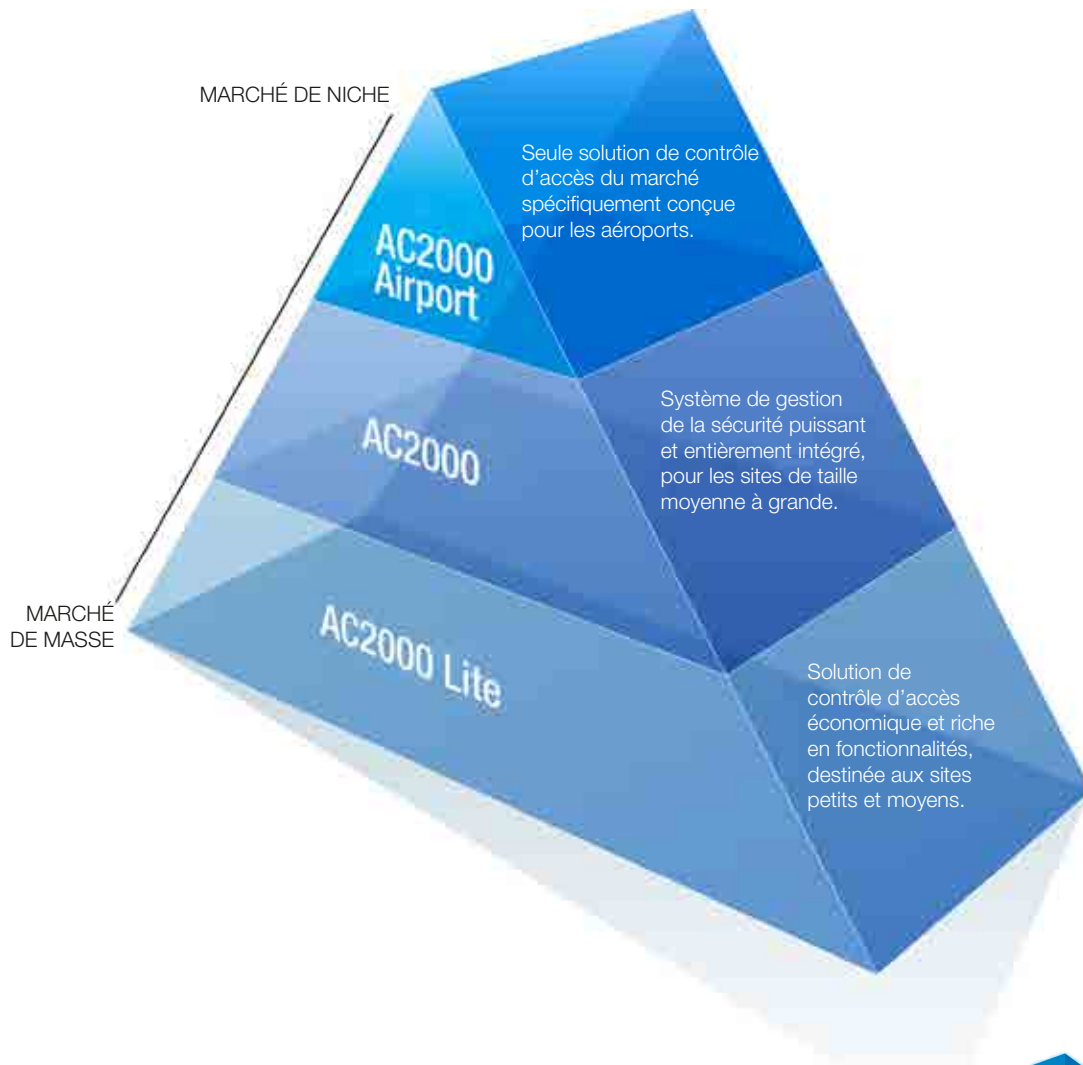 MARCHÉ DE NICHE
Seule solution de contrôle
d’accès du marché
spécifiquement conçue
pour les aéroports.
AC2000
Airport
Système de gestion
de la sécurité puissant
et entièrement intégré,
pour les sites de taille
moyenne à grande.
AC2000
MARCHÉ
DE MASSE
AC2000 Lite
Solution de
contrôle d’accès
économique et riche
en fonctionnalités,
destinée aux sites
petits et moyens.